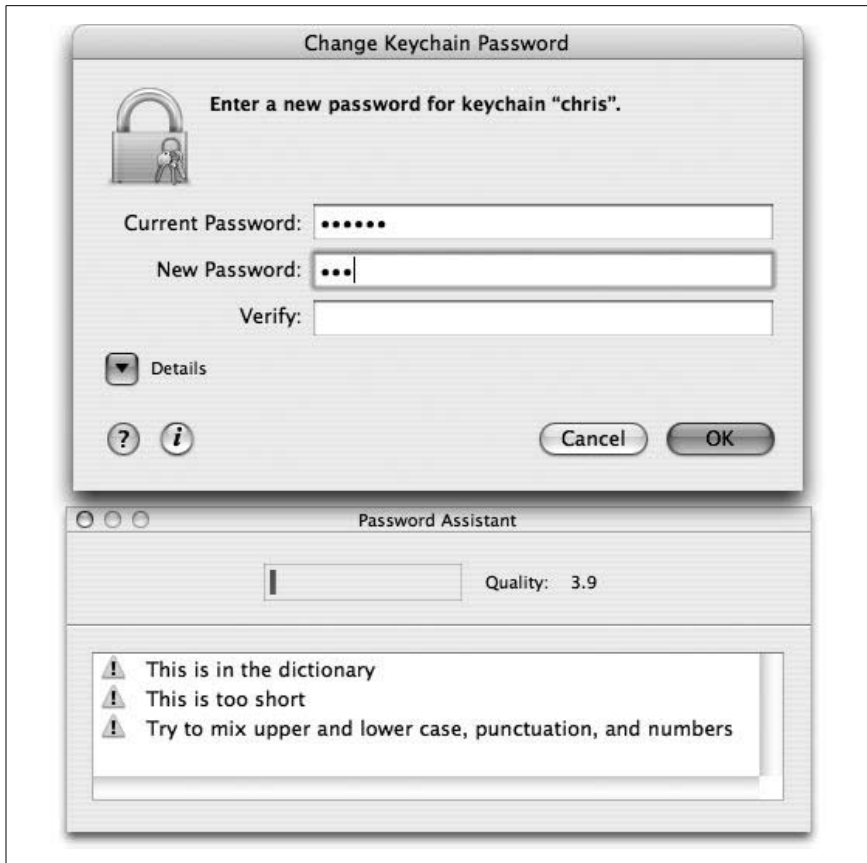 Change Keychain Password
Enter a new password for keychain “chris”.
Current Password: ••••••
New Password: •••
Verify:
Details
? i Cancel OK
Password Assistant
Quality: 3.9
! This is in the dictionary
! This is too short
! Try to mix upper and lower case, punctuation, and numbers